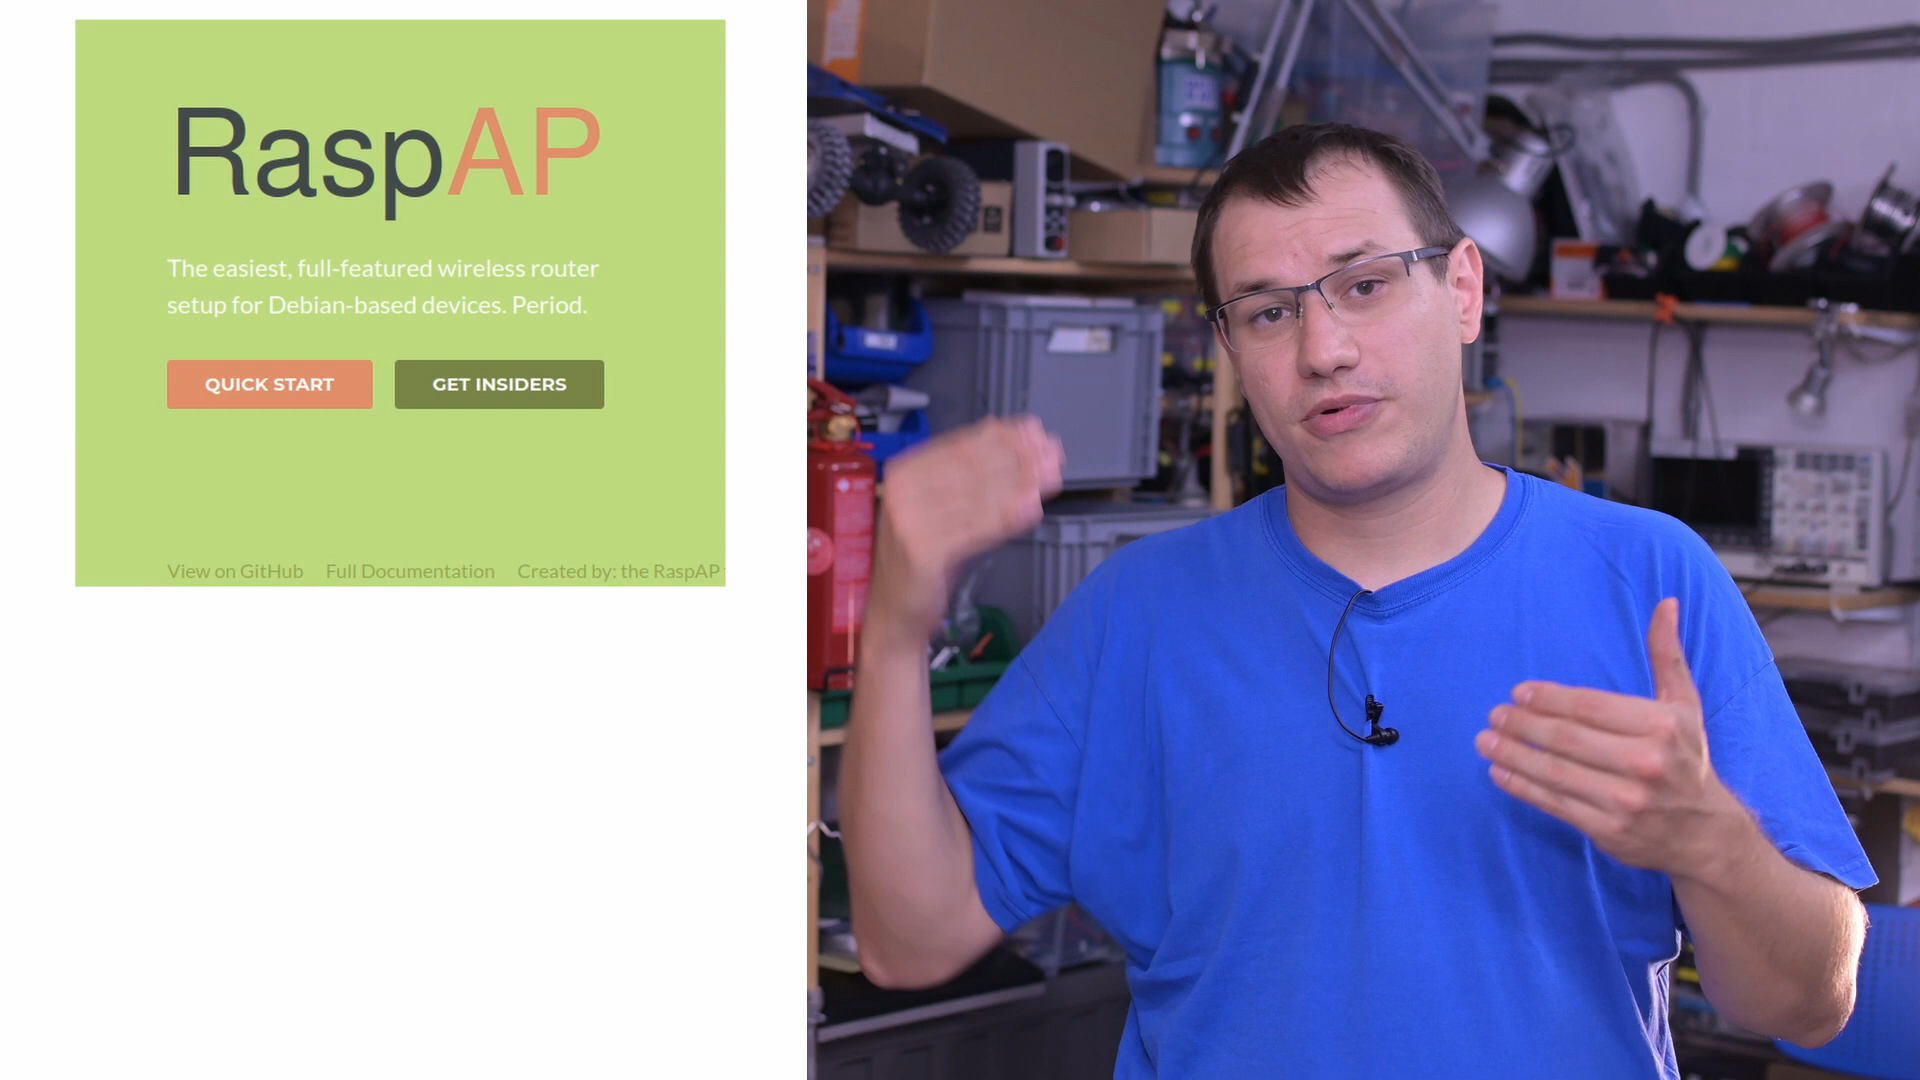 RaspAP
The easiest, full-featured wireless router
setup for Debian-based devices. Period.
QUICK START
GET INSIDERS
View on GitHub
Full Documentation
Created by: the RaspAP